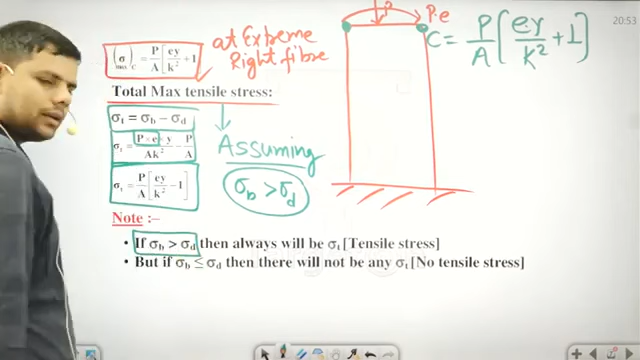 20:53
(σ max)C = P/A [ey/k² + 1]
at Extreme
Right fibre
P
P.e
C = P/A [ey/k² + 1]
Total Max tensile stress:
σt = σb − σd
σt = P × e × y / Ak² − P/A
σt = P/A [ey/k² − 1]
Assuming
σb > σd
Note :-
• If σb > σd then always will be σt [Tensile stress]
• But if σb ≤ σd then there will not be any σt [No tensile stress]